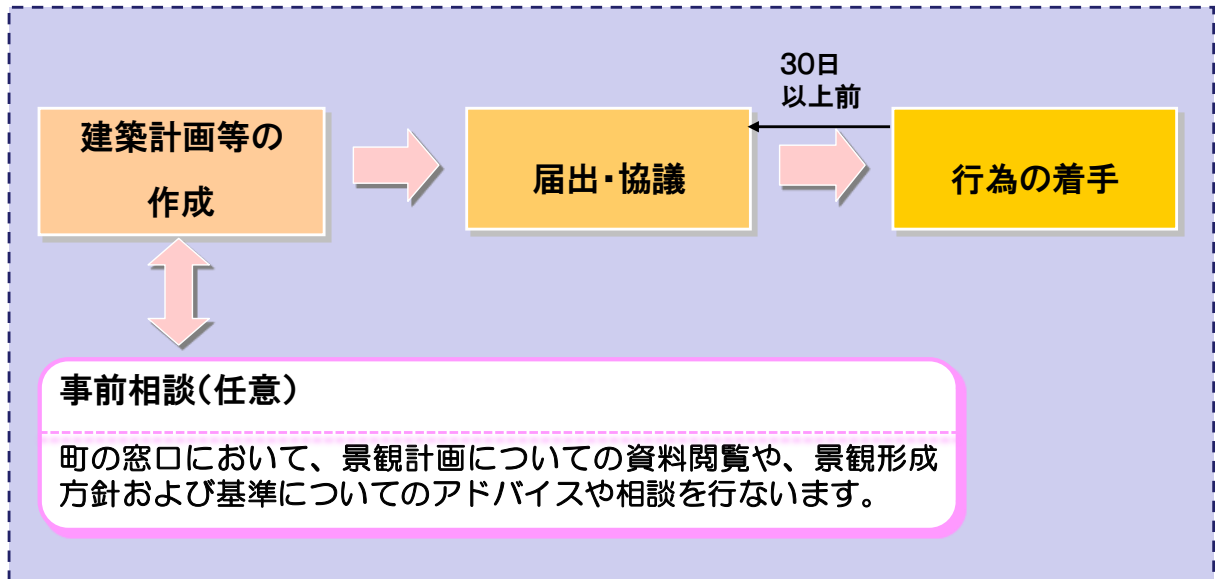 30日
以上前
建築計画等の
作成
届出・協議
行為の着手
事前相談(任意)
町の窓口において、景観計画についての資料閲覧や、景観形成
方針および基準についてのアドバイスや相談を行ないます。